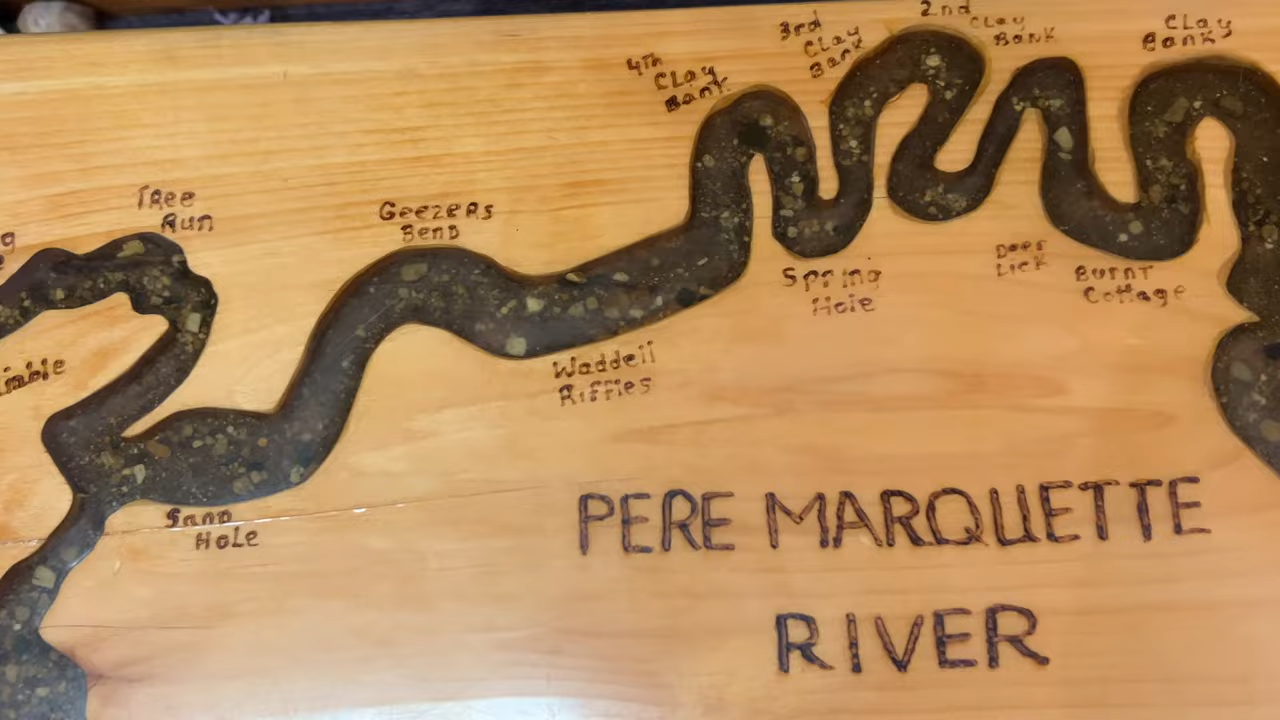 2nd
Clay
Bank
3rd
Clay
Bank
Clay
Bank
4th
Clay
Bank
Tree
Run
Geezers
Bend
Deer
Lick
Burnt
Cottage
Spring
Hole
Waddell
Riffles
Sand
Hole
PERE MARQUETTE
RIVER